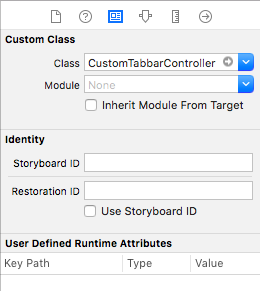 Custom Class
Class CustomTabbarController
Module None
Inherit Module From Target
Identity
Storyboard ID
Restoration ID
Use Storyboard ID
User Defined Runtime Attributes
Key Path Type Value